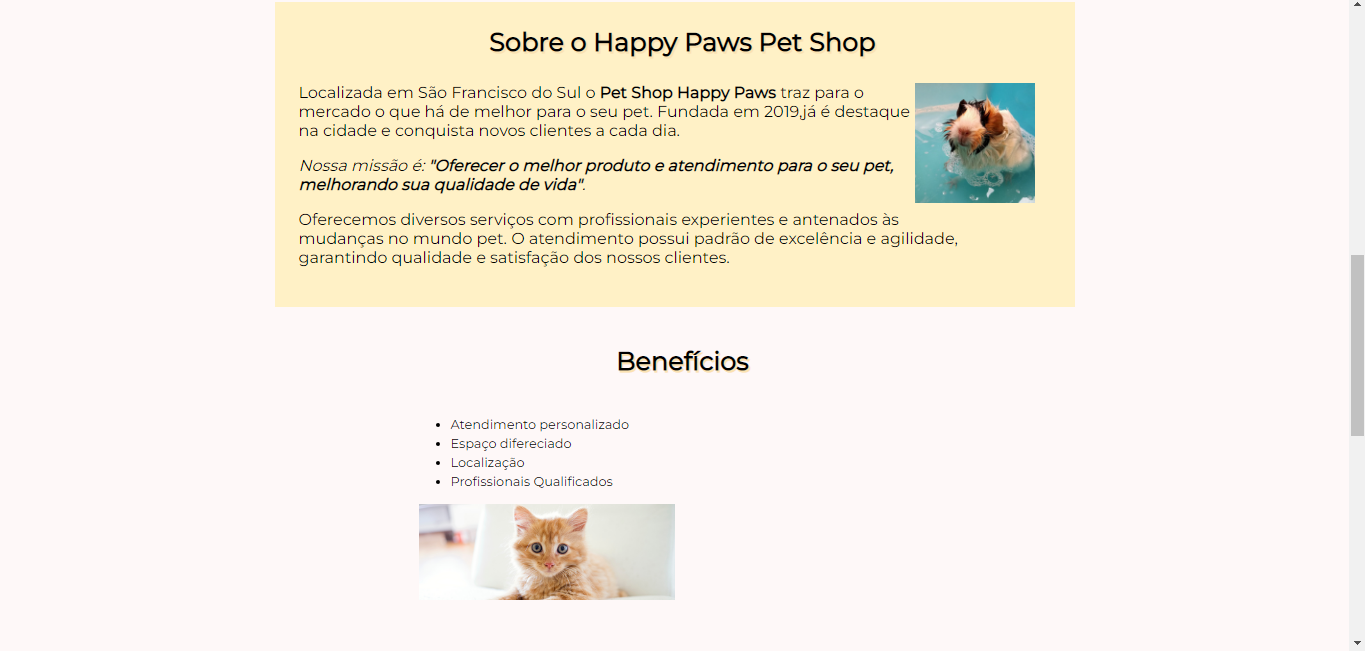 Sobre o Happy Paws Pet Shop
Localizada em São Francisco do Sul o Pet Shop Happy Paws traz para o
mercado o que há de melhor para o seu pet. Fundada em 2019,já é destaque
na cidade e conquista novos clientes a cada dia.
Nossa missão é: "Oferecer o melhor produto e atendimento para o seu pet,
melhorando sua qualidade de vida".
Oferecemos diversos serviços com profissionais experientes e antenados às
mudanças no mundo pet. O atendimento possui padrão de excelência e agilidade,
garantindo qualidade e satisfação dos nossos clientes.
Benefícios
• Atendimento personalizado
• Espaço difereciado
• Localização
• Profissionais Qualificados